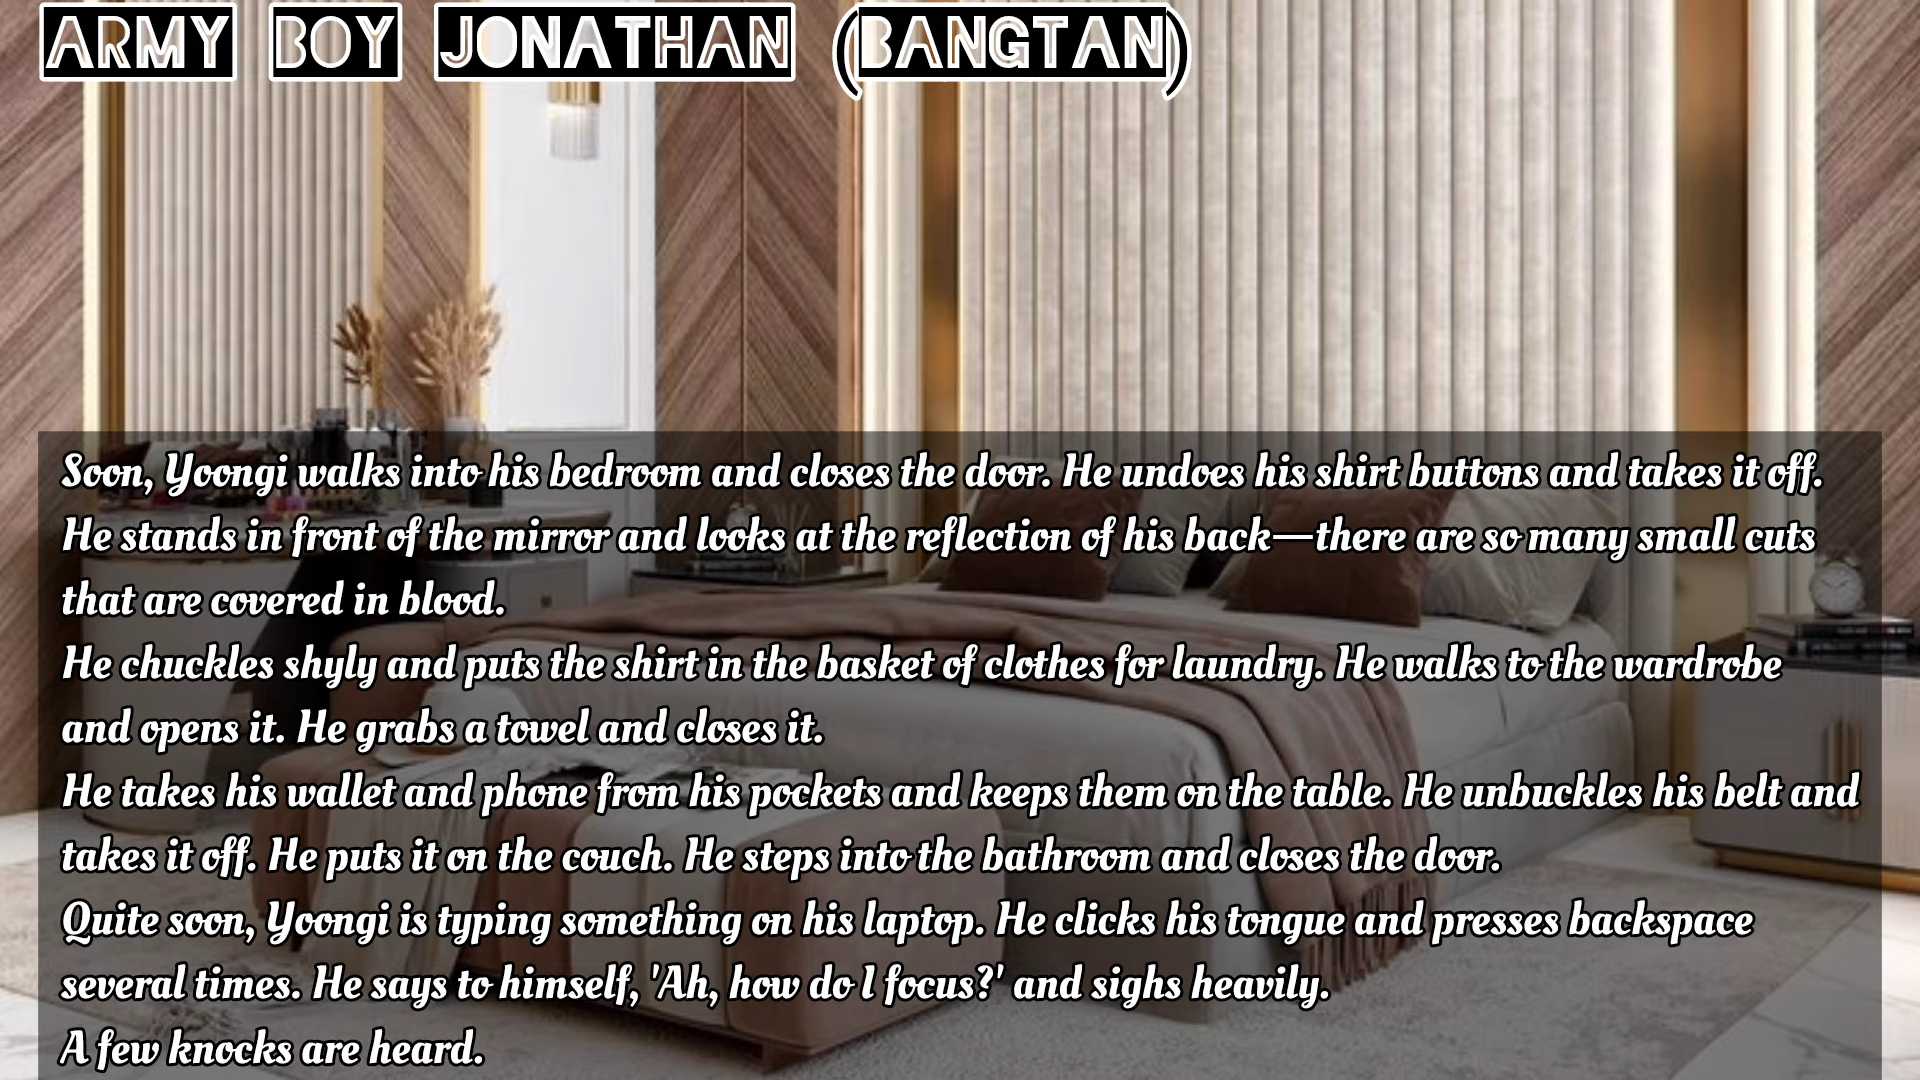 ARMY BOY JONATHAN (BANGTAN)
Soon, Yoongi walks into his bedroom and closes the door. He undoes his shirt buttons and takes it off.
He stands in front of the mirror and looks at the reflection of his back—there are so many small cuts
that are covered in blood.
He chuckles shyly and puts the shirt in the basket of clothes for laundry. He walks to the wardrobe
and opens it. He grabs a towel and closes it.
He takes his wallet and phone from his pockets and keeps them on the table. He unbuckles his belt and
takes it off. He puts it on the couch. He steps into the bathroom and closes the door.
Quite soon, Yoongi is typing something on his laptop. He clicks his tongue and presses backspace
several times. He says to himself, 'Ah, how do I focus?' and sighs heavily.
A few knocks are heard.